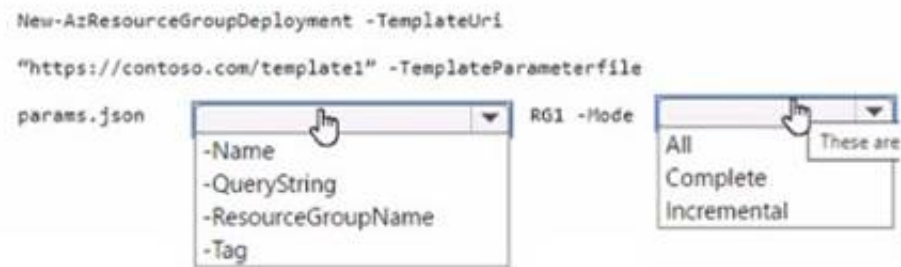 New-AzResourceGroupDeployment -TemplateUri
“https://contoso.com/template1” -TemplateParameterfile
params.json RG1 -Mode
-Name
-QueryString
-ResourceGroupName
-Tag
All
Complete
Incremental
These are